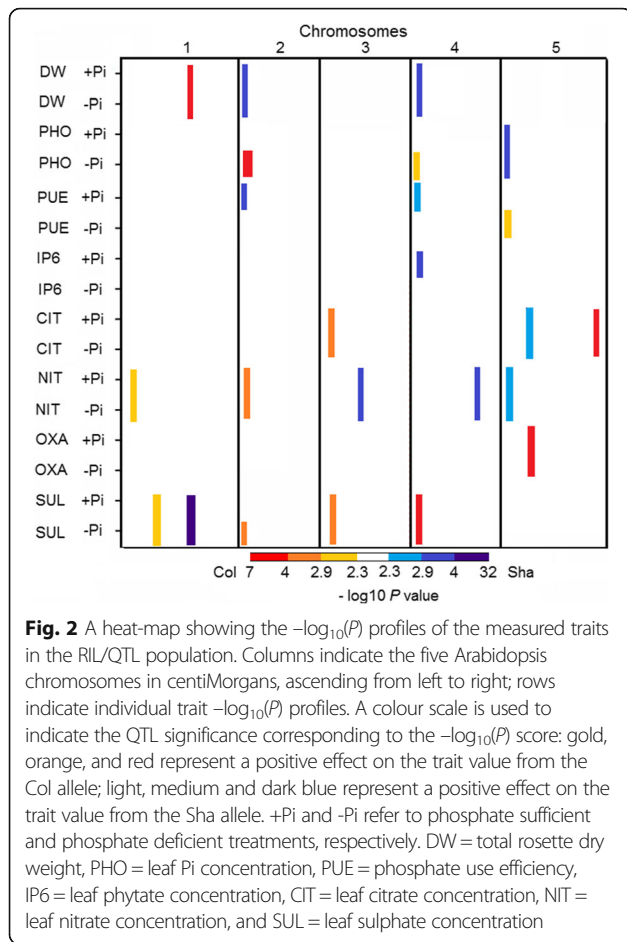 Chromosomes
1 2 3 4 5
DW +Pi
DW -Pi
PHO +Pi
PHO -Pi
PUE +Pi
PUE -Pi
IP6 +Pi
IP6 -Pi
CIT +Pi
CIT -Pi
NIT +Pi
NIT -Pi
OXA +Pi
OXA -Pi
SUL +Pi
SUL -Pi
Col 7 4 2.9 2.3 2.3 2.9 4 32 Sha
- log10 P value
Fig. 2 A heat-map showing the –log10(P) profiles of the measured traits
in the RIL/QTL population. Columns indicate the five Arabidopsis
chromosomes in centiMorgans, ascending from left to right; rows
indicate individual trait –log10(P) profiles. A colour scale is used to
indicate the QTL significance corresponding to the –log10(P) score: gold,
orange, and red represent a positive effect on the trait value from the
Col allele; light, medium and dark blue represent a positive effect on the
trait value from the Sha allele. +Pi and -Pi refer to phosphate sufficient
and phosphate deficient treatments, respectively. DW = total rosette dry
weight, PHO = leaf Pi concentration, PUE = phosphate use efficiency,
IP6 = leaf phytate concentration, CIT = leaf citrate concentration, NIT =
leaf nitrate concentration, and SUL = leaf sulphate concentration